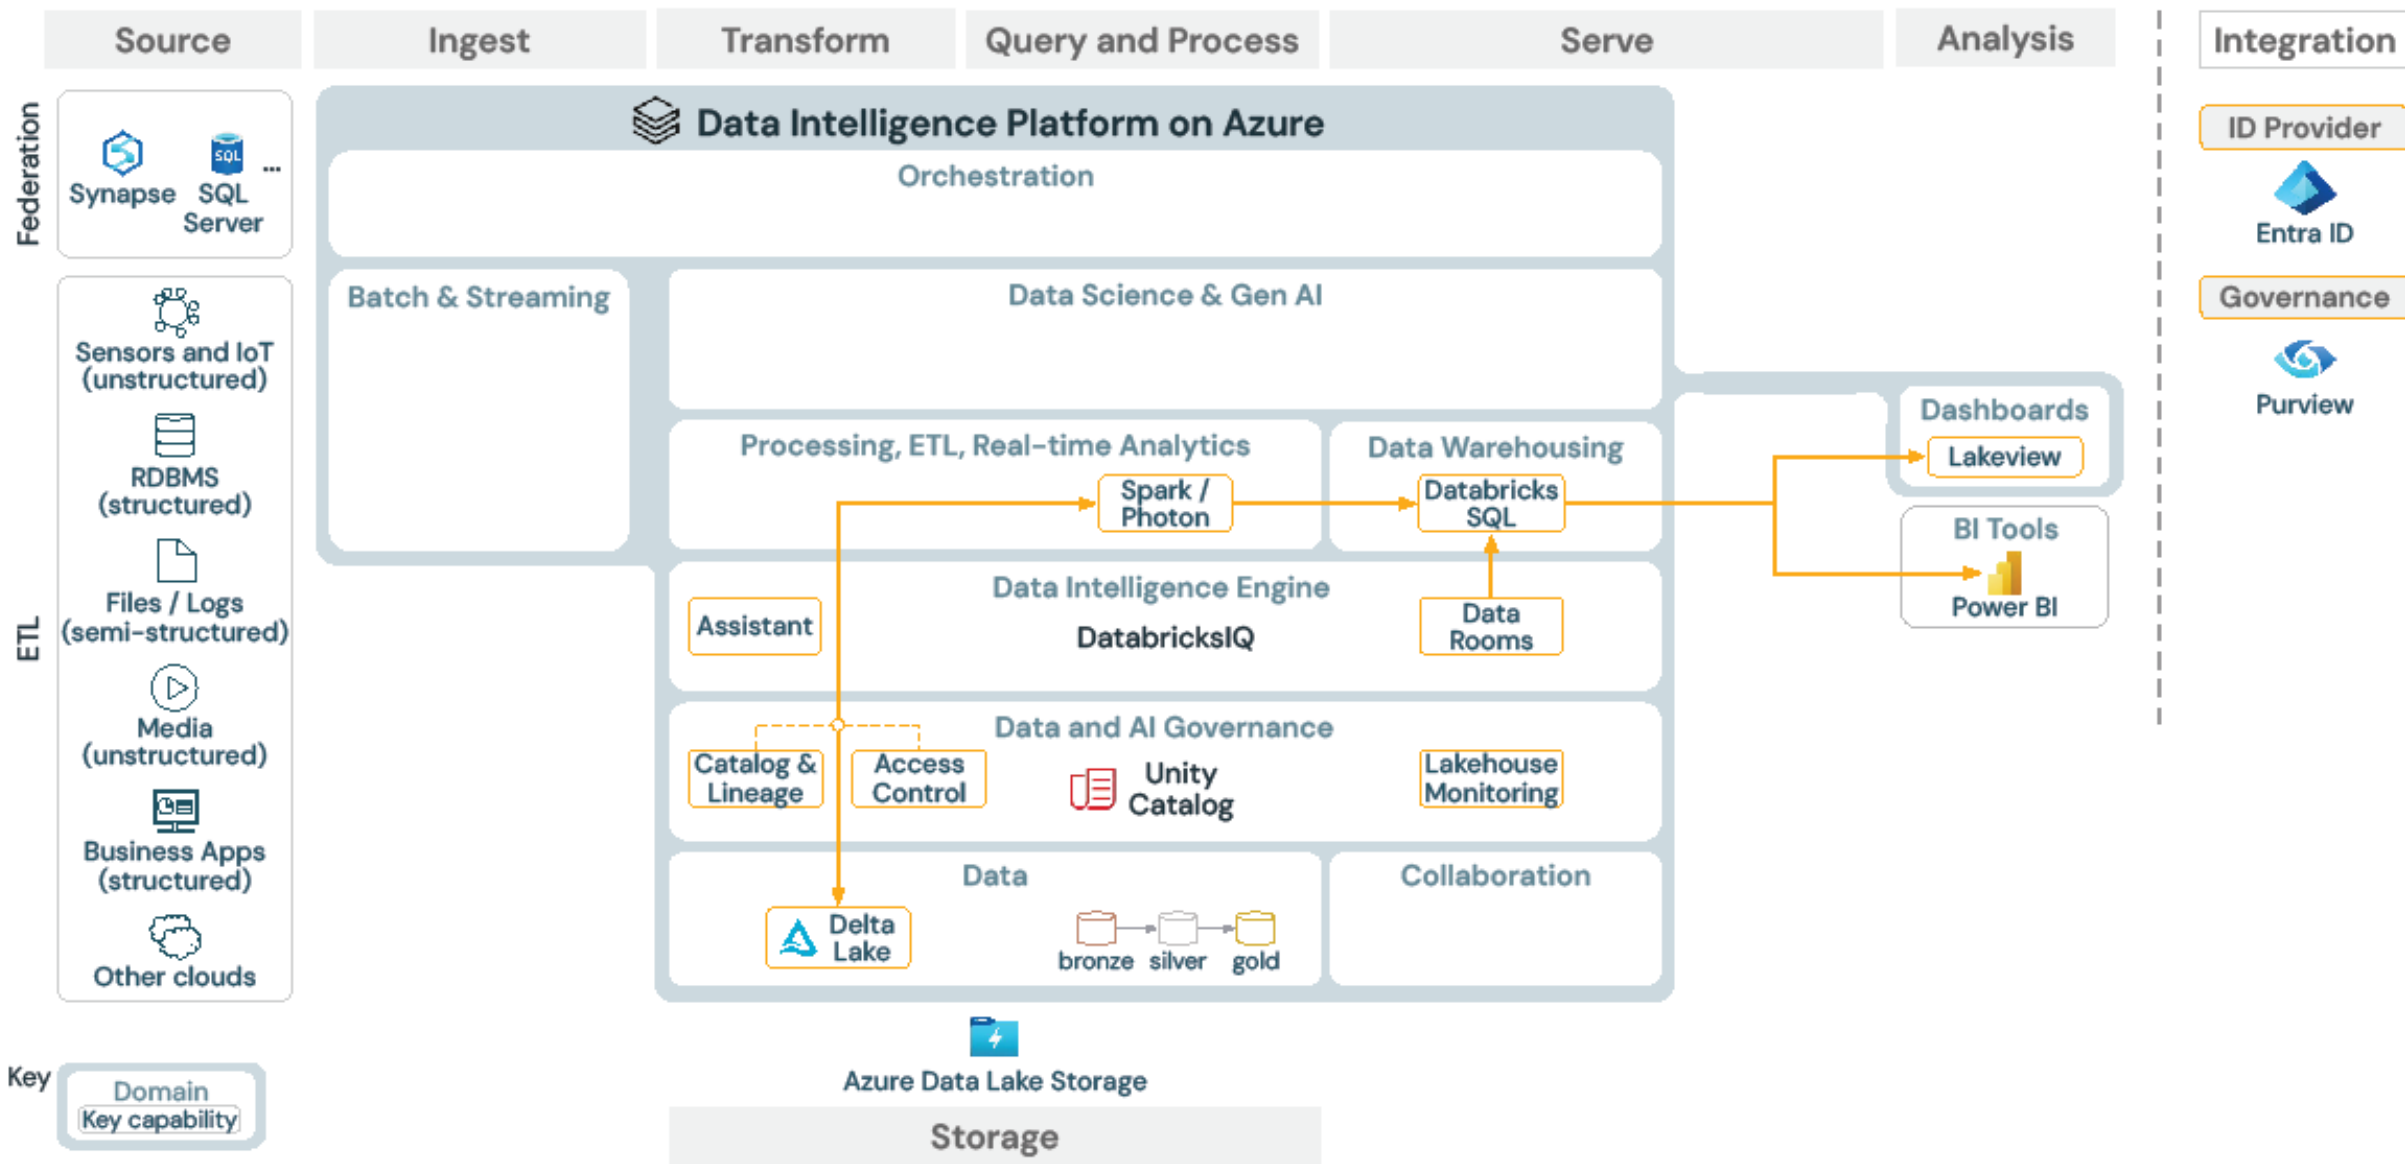 Source
Ingest
Transform
Query and Process
Serve
Analysis
Integration
Federation
Synapse
SQL
SQL
Server
...
ETL
Sensors and IoT
(unstructured)
RDBMS
(structured)
Files / Logs
(semi-structured)
Media
(unstructured)
Business Apps
(structured)
Other clouds
Data Intelligence Platform on Azure
Orchestration
Batch & Streaming
Data Science & Gen AI
Processing, ETL, Real-time Analytics
Spark /
Photon
Data Warehousing
Databricks
SQL
Data Intelligence Engine
Assistant
DatabricksIQ
Data
Rooms
Data and AI Governance
Catalog &
Lineage
Access
Control
Unity
Catalog
Lakehouse
Monitoring
Data
Delta
Lake
bronze
silver
gold
Collaboration
Dashboards
Lakeview
BI Tools
Power BI
ID Provider
Entra ID
Governance
Purview
Azure Data Lake Storage
Storage
Key
Domain
Key capability